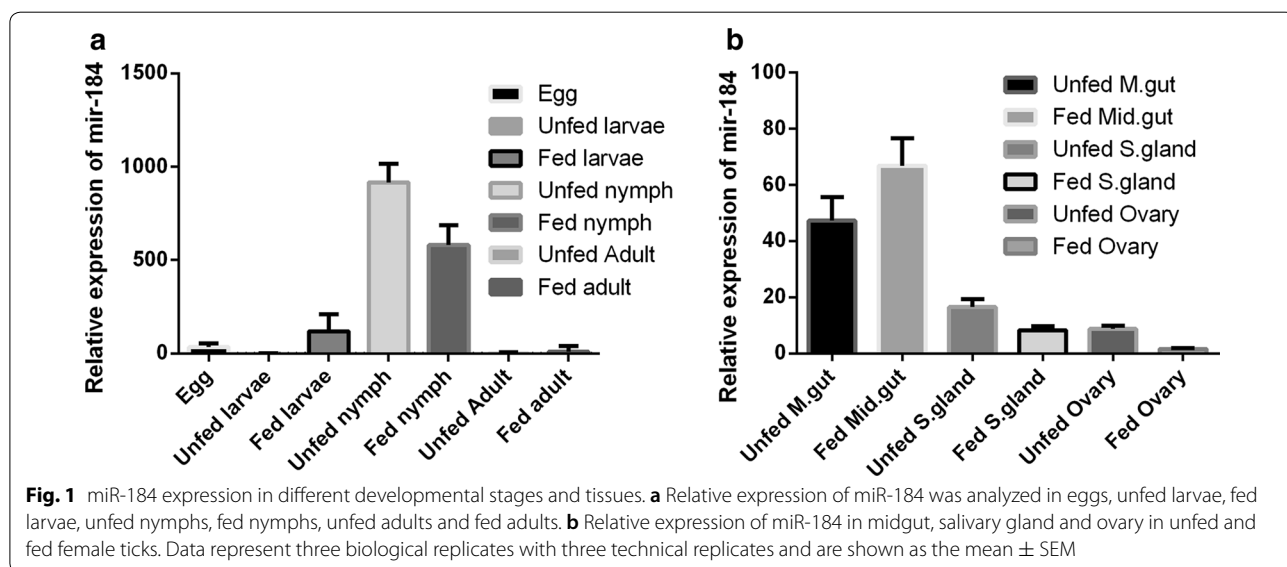 a
Relative expression of mir-184
1500
1000
500
0
Egg
Unfed larvae
Fed larvae
Unfed nymph
Fed nymph
Unfed Adult
Fed adult
Egg
Unfed larvae
Fed larvae
Unfed nymph
Fed nymph
Unfed Adult
Fed adult
b
Relative expression of mir-184
100
80
60
40
20
0
Unfed M.gut
Fed Mid.gut
Unfed S.gland
Fed S.gland
Unfed Ovary
Fed Ovary
Unfed M.gut
Fed Mid.gut
Unfed S.gland
Fed S.gland
Unfed Ovary
Fed Ovary
Fig. 1 miR-184 expression in different developmental stages and tissues. a Relative expression of miR-184 was analyzed in eggs, unfed larvae, fed
larvae, unfed nymphs, fed nymphs, unfed adults and fed adults. b Relative expression of miR-184 in midgut, salivary gland and ovary in unfed and
fed female ticks. Data represent three biological replicates with three technical replicates and are shown as the mean ± SEM